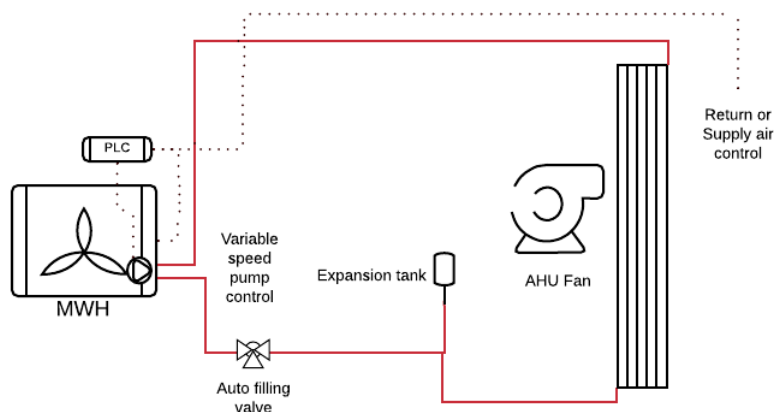 PLC
Return or
Supply air
control
Variable
speed
pump
control
Expansion tank
AHU Fan
MWH
Auto filling
valve